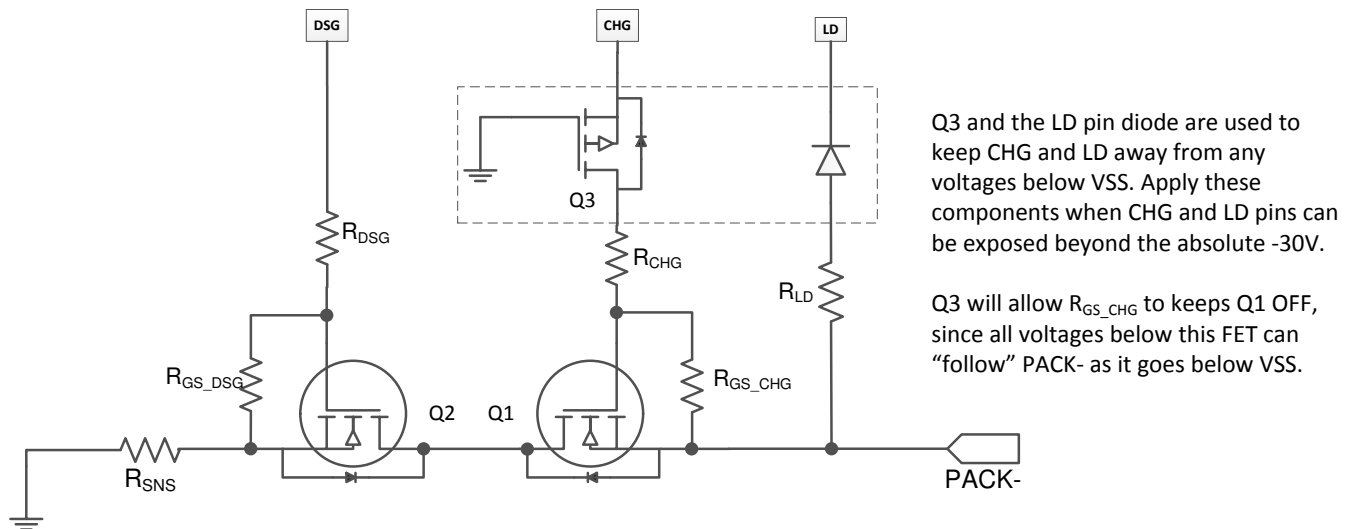 DSG
CHG
LD
Q3 and the LD pin diode are used to
keep CHG and LD away from any
voltages below VSS. Apply these
components when CHG and LD pins can
be exposed beyond the absolute -30V.
Q3 will allow RGS_CHG to keeps Q1 OFF,
since all voltages below this FET can
“follow” PACK- as it goes below VSS.
Q3
RDSG
RCHG
RLD
RGS_DSG
RGS_CHG
Q2
Q1
RSNS
PACK-